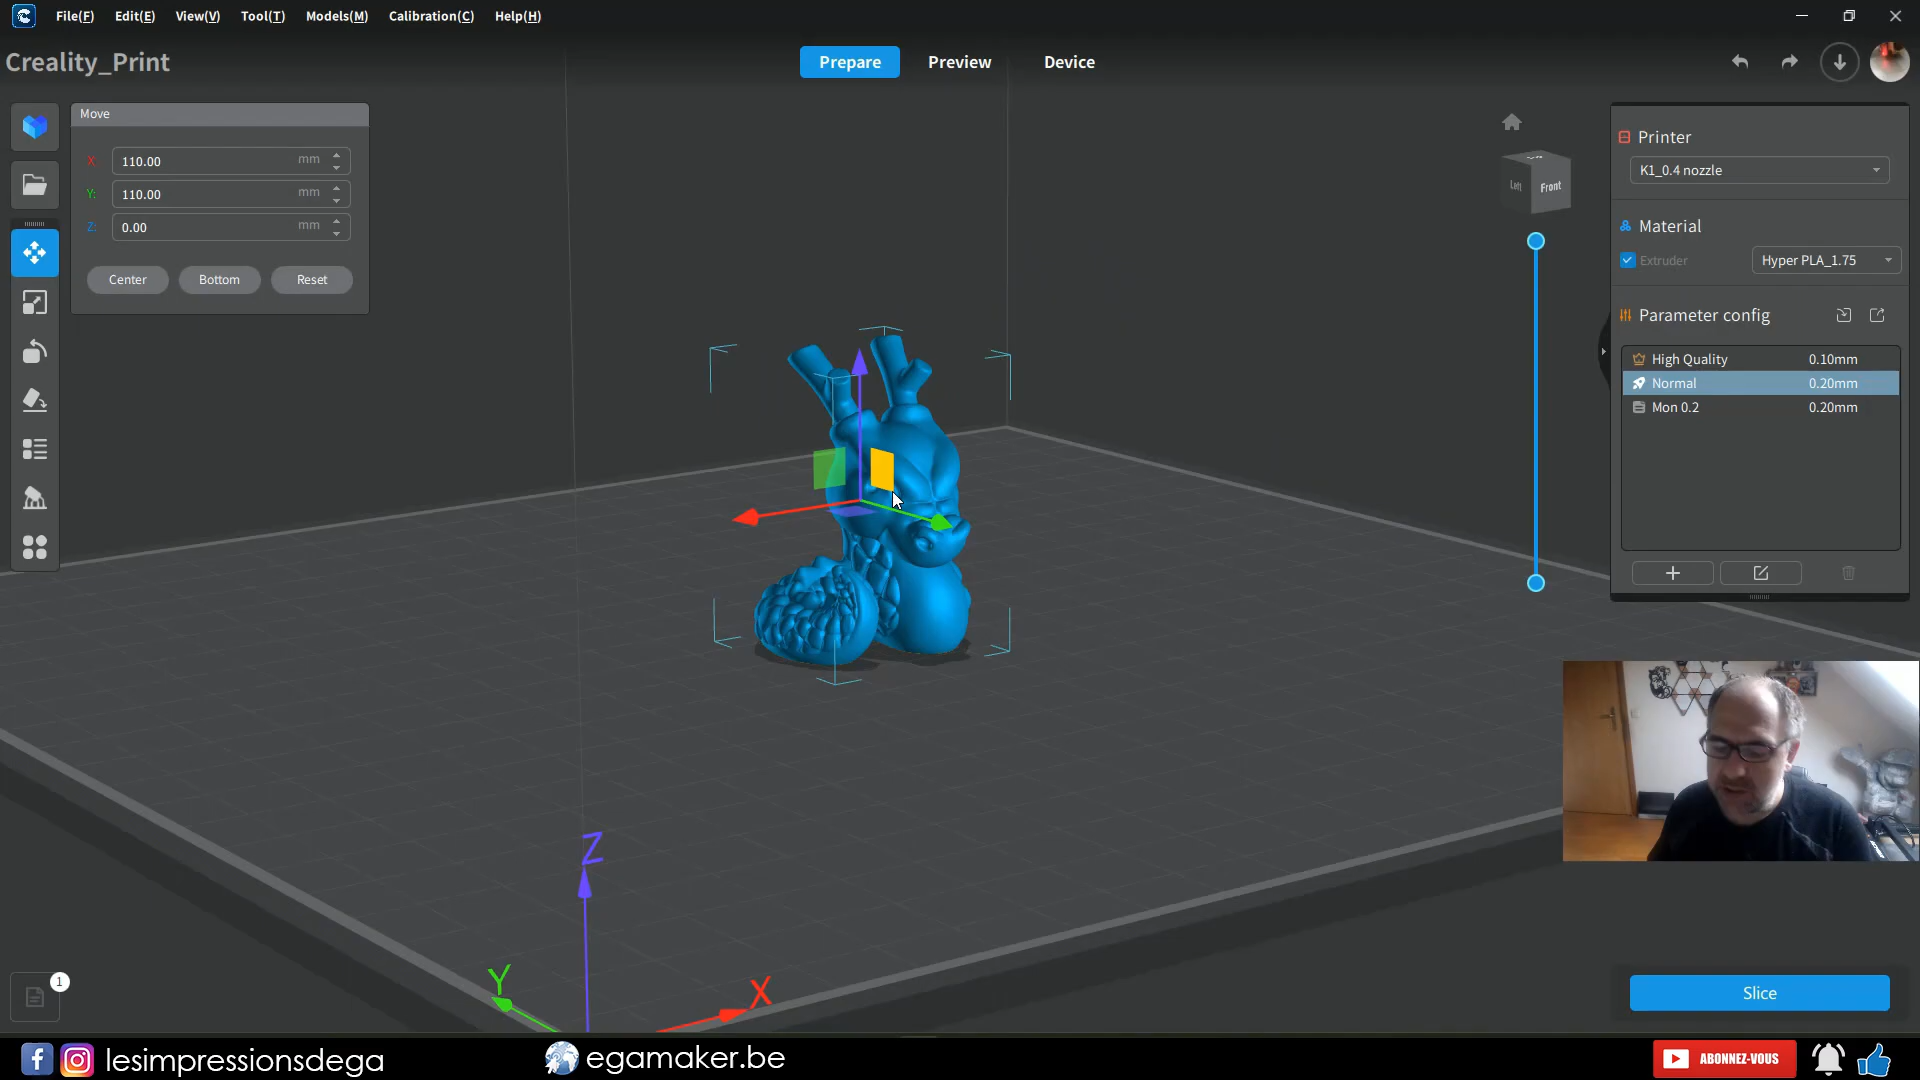 File(F) Edit(E) View(V) Tool(T) Models(M) Calibration(C) Help(H)
Creality_Print
Prepare Preview Device
Move
X: 110.00 mm
Y: 110.00 mm
Z: 0.00 mm
Center Bottom Reset
Left Front
Printer
K1_0.4 nozzle
Material
Extruder Hyper PLA_1.75
Parameter config
High Quality 0.10mm
Normal 0.20mm
Mon 0.2 0.20mm
Z
Y
X
1
Slice
lesimpressionsdega egamaker.be ABONNEZ-VOUS